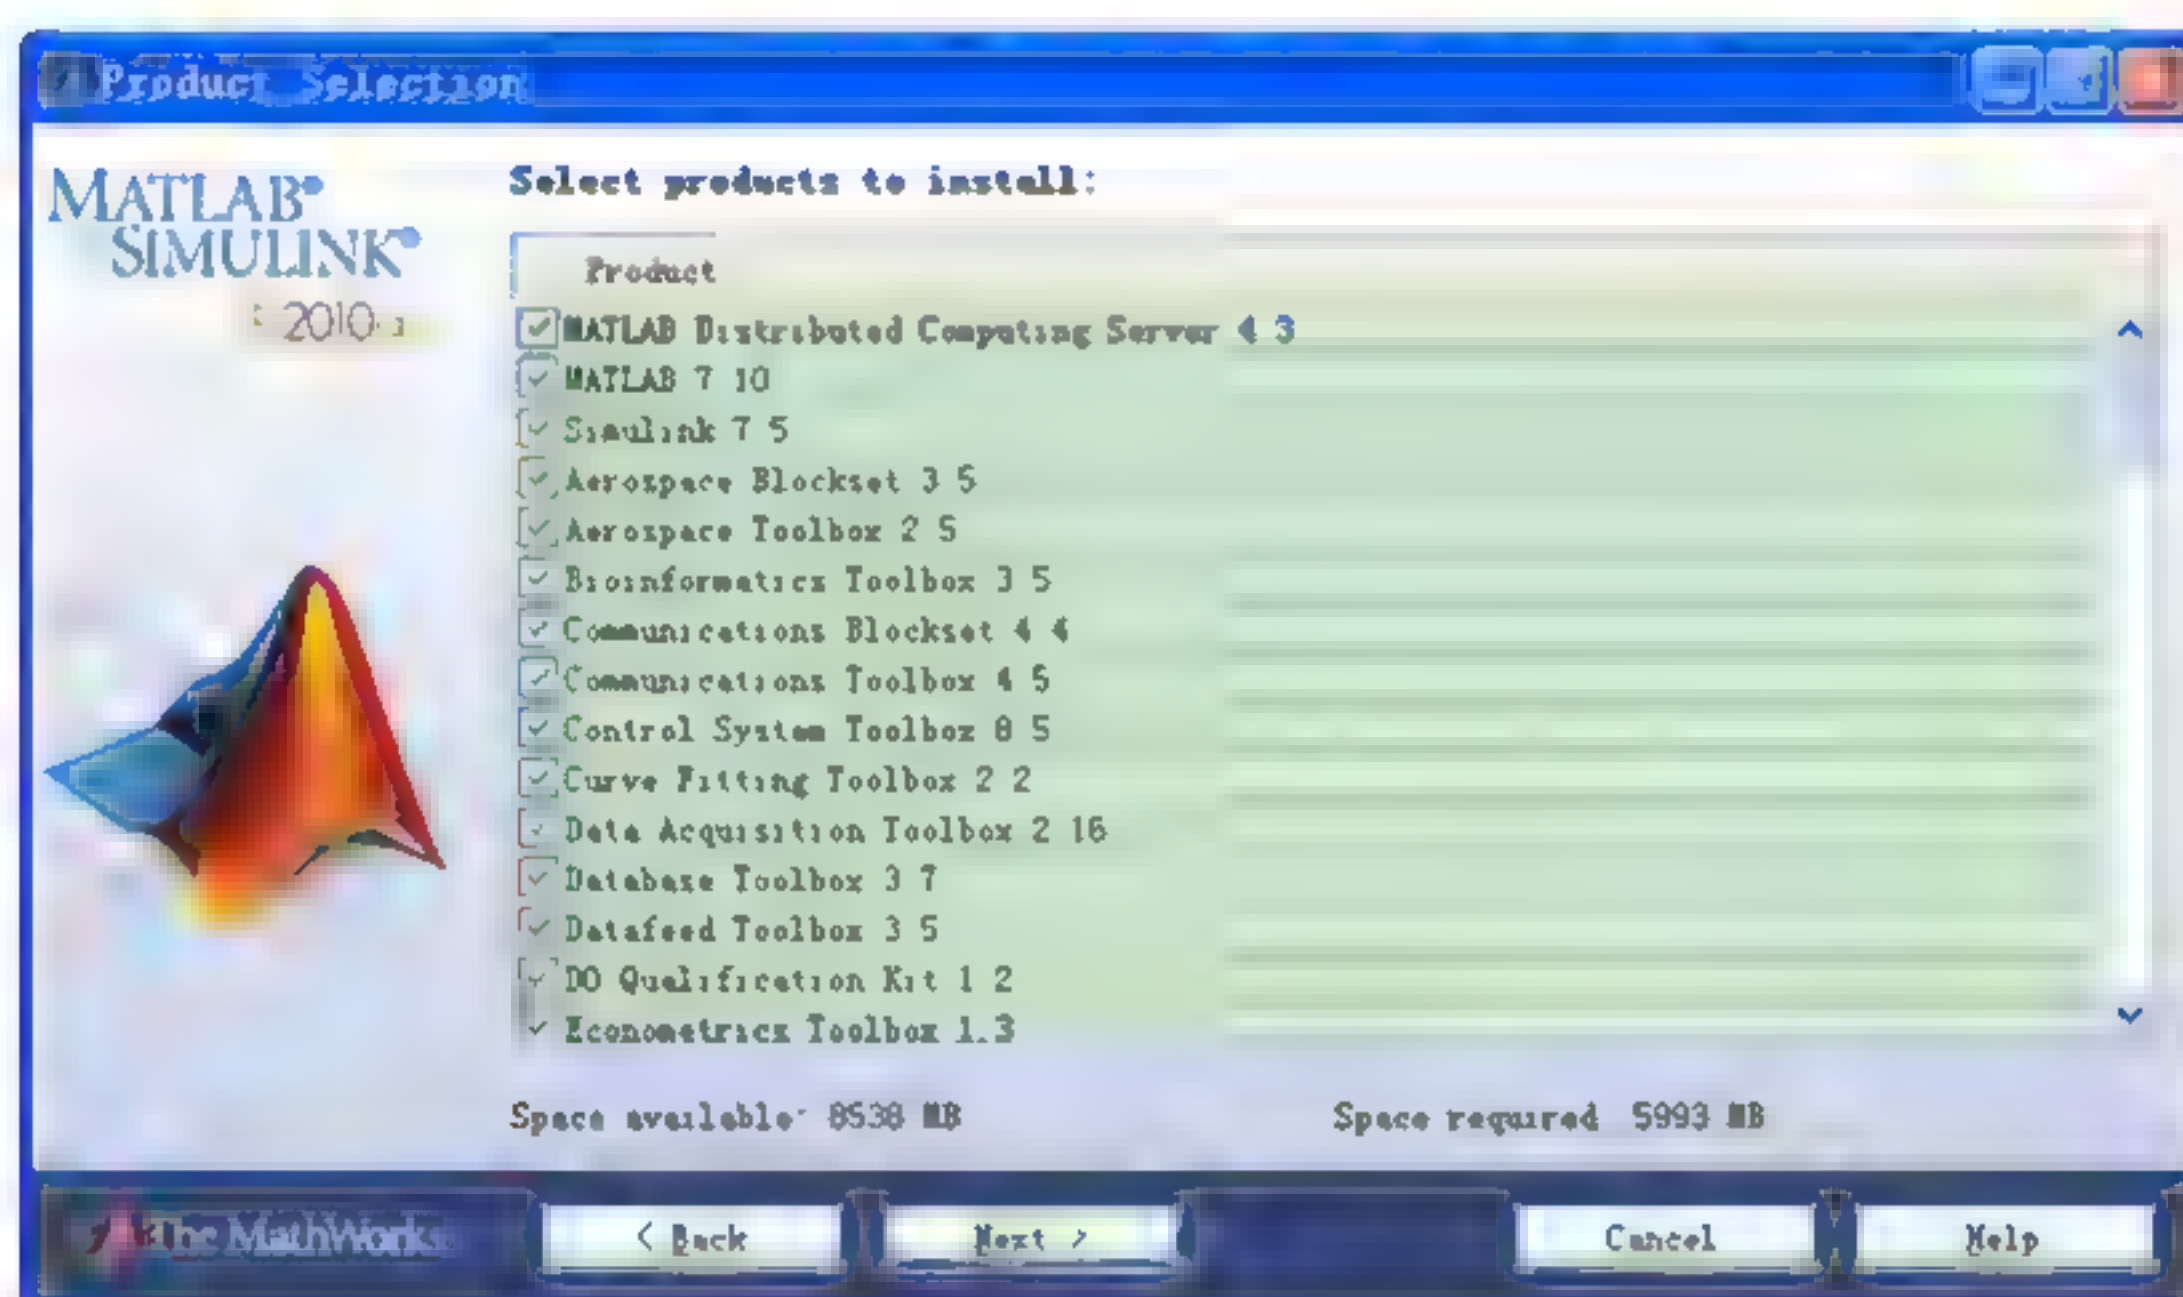 Product Selection
MATLAB®
SIMULINK®
2010
Select products to install:
Product
MATLAB Distributed Computing Server 4 3
MATLAB 7 10
Simulink 7 5
Aerospace Blockset 3 5
Aerospace Toolbox 2 5
Bioinformatics Toolbox 3 5
Communications Blockset 4 4
Communications Toolbox 4 5
Control System Toolbox 8 5
Curve Fitting Toolbox 2 2
Data Acquisition Toolbox 2 16
Database Toolbox 3 7
Datafeed Toolbox 3 5
DO Qualification Kit 1 2
Econometrics Toolbox 1.3
Space available: 8538 MB
Space required 5993 MB
The MathWorks
< Back
Next >
Cancel
Help